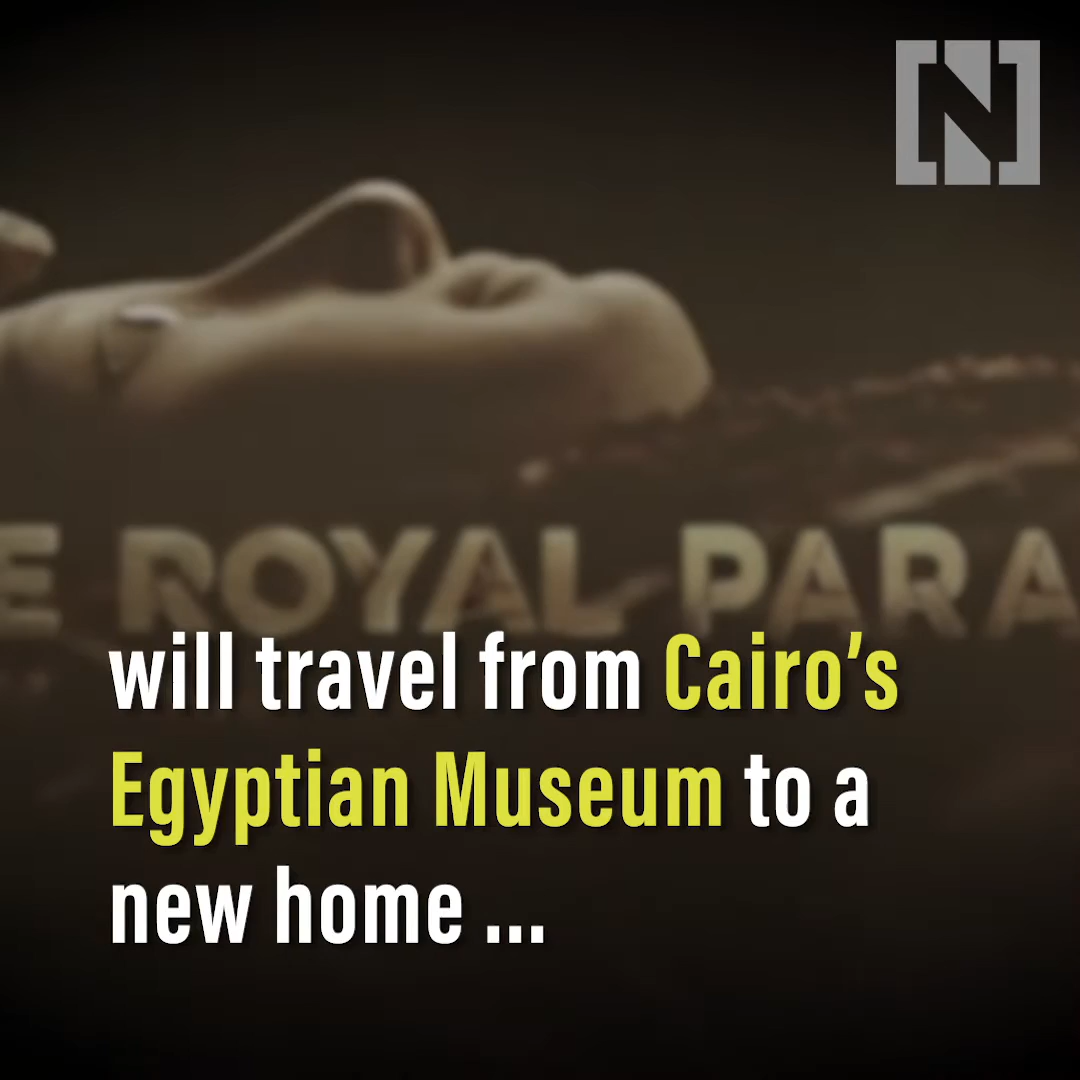 [N]
E ROYAL PARA
will travel from Cairo’s
Egyptian Museum to a
new home ...